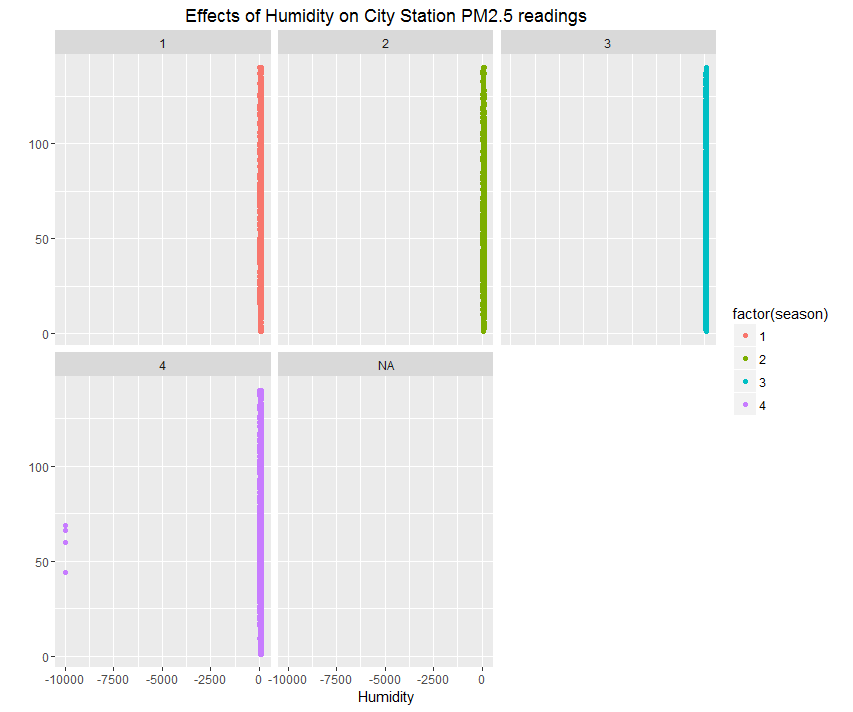 Effects of Humidity on City Station PM2.5 readings
1 2 3
100
50
0
factor(season)
1
2
3
4
4 NA
100
50
0
-10000 -7500 -5000 -2500 0 -10000 -7500 -5000 -2500 0
Humidity